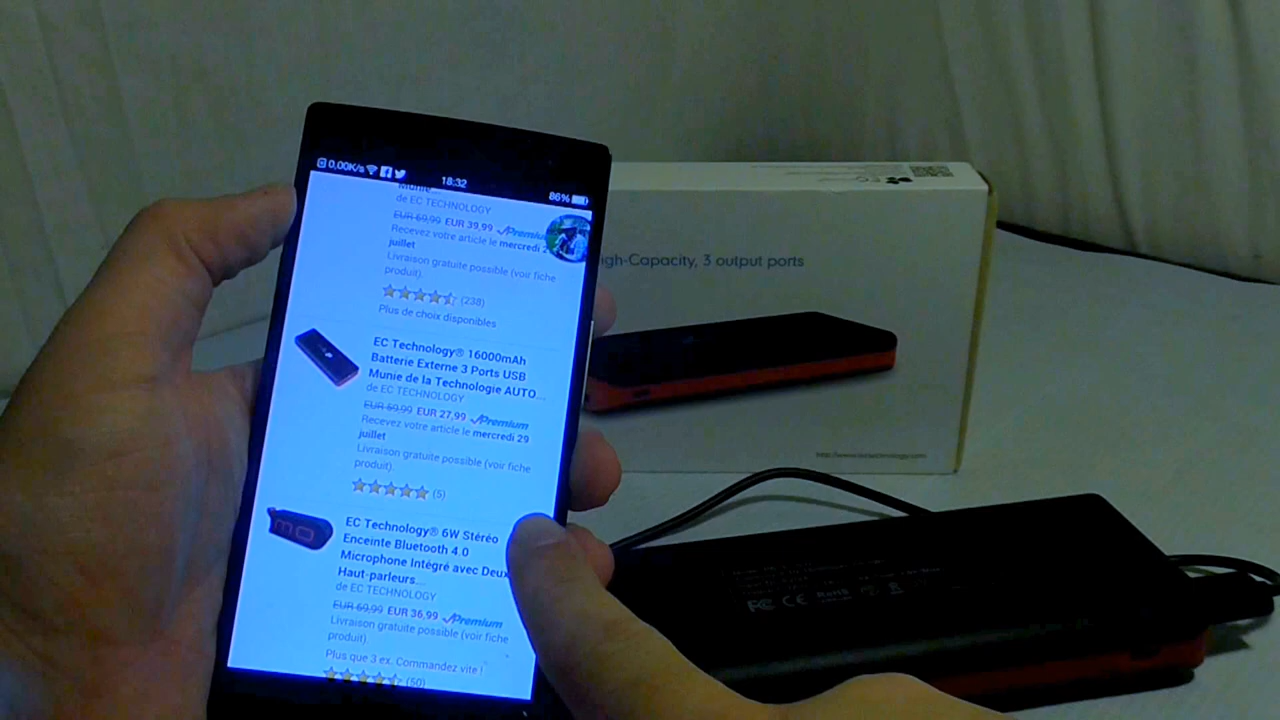 0,00K/s
18:32
86%
Munie...
de EC TECHNOLOGY
EUR 69,99 EUR 39,99 Premium
Recevez votre article le mercredi 2
juillet
Livraison gratuite possible (voir fiche
produit).
(238)
Plus de choix disponibles
EC Technology® 16000mAh
Batterie Externe 3 Ports USB
Munie de la Technologie AUTO...
de EC TECHNOLOGY
EUR 59,99 EUR 27,99 Premium
Recevez votre article le mercredi 29
juillet
Livraison gratuite possible (voir fiche
produit).
(5)
EC Technology® 6W Stéréo
Enceinte Bluetooth 4.0
Microphone Intégré avec Deux
Haut-parleurs...
de EC TECHNOLOGY
EUR 69,99 EUR 36,99 Premium
Livraison gratuite possible (voir fiche
produit).
Plus que 3 ex. Commandez vite !
(50)
igh-Capacity, 3 output ports
FC CE RoHS